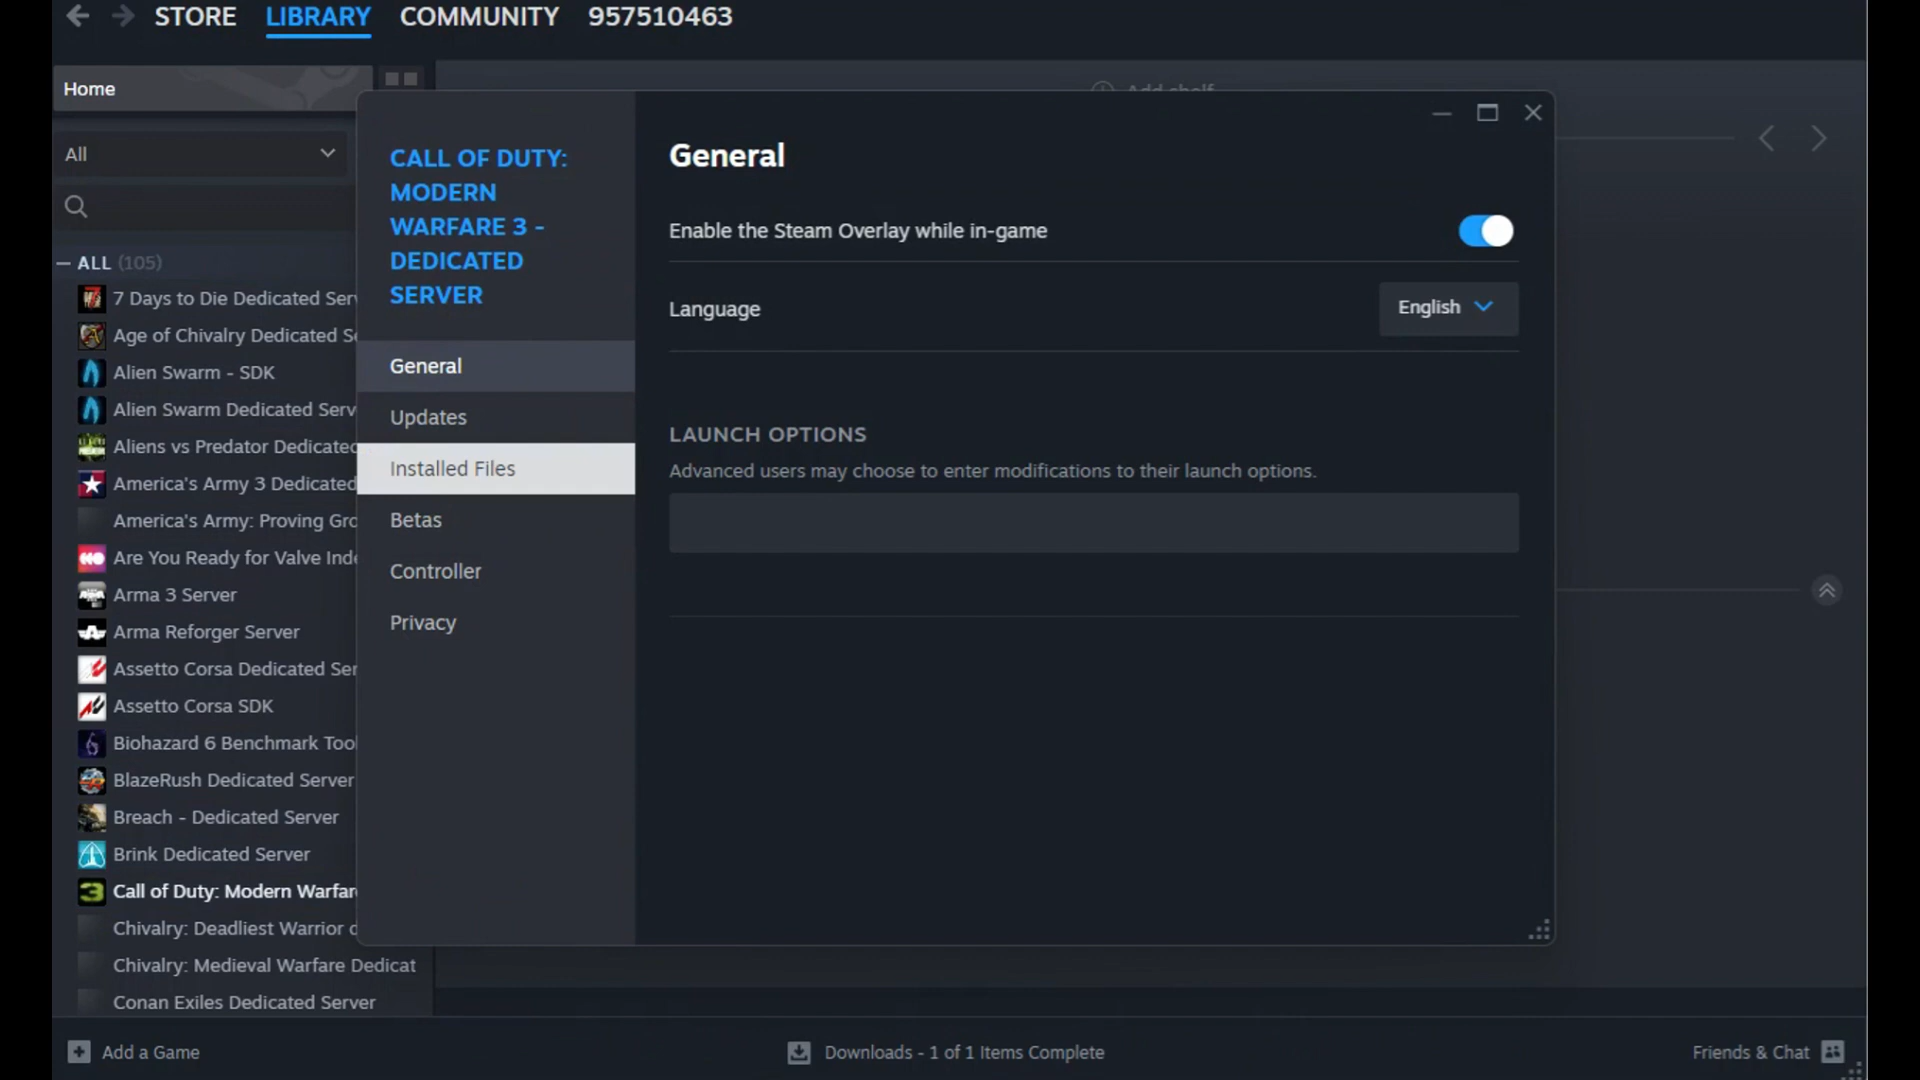 STORE LIBRARY COMMUNITY 957510463
Home
Add shelf
All
ALL (105)
7 Days to Die Dedicated Ser
Age of Chivalry Dedicated S
Alien Swarm - SDK
Alien Swarm Dedicated Serv
Aliens vs Predator Dedicated
America's Army 3 Dedicated
America's Army: Proving Gro
Are You Ready for Valve Inde
Arma 3 Server
Arma Reforger Server
Assetto Corsa Dedicated Ser
Assetto Corsa SDK
Biohazard 6 Benchmark Tool
BlazeRush Dedicated Server
Breach - Dedicated Server
Brink Dedicated Server
Call of Duty: Modern Warfare
Chivalry: Deadliest Warrior d
Chivalry: Medieval Warfare Dedicat
Conan Exiles Dedicated Server
CALL OF DUTY:
MODERN
WARFARE 3 -
DEDICATED
SERVER
General
Updates
Installed Files
Betas
Controller
Privacy
General
Enable the Steam Overlay while in-game
Language
English
LAUNCH OPTIONS
Advanced users may choose to enter modifications to their launch options.
Add a Game
Downloads - 1 of 1 Items Complete
Friends & Chat